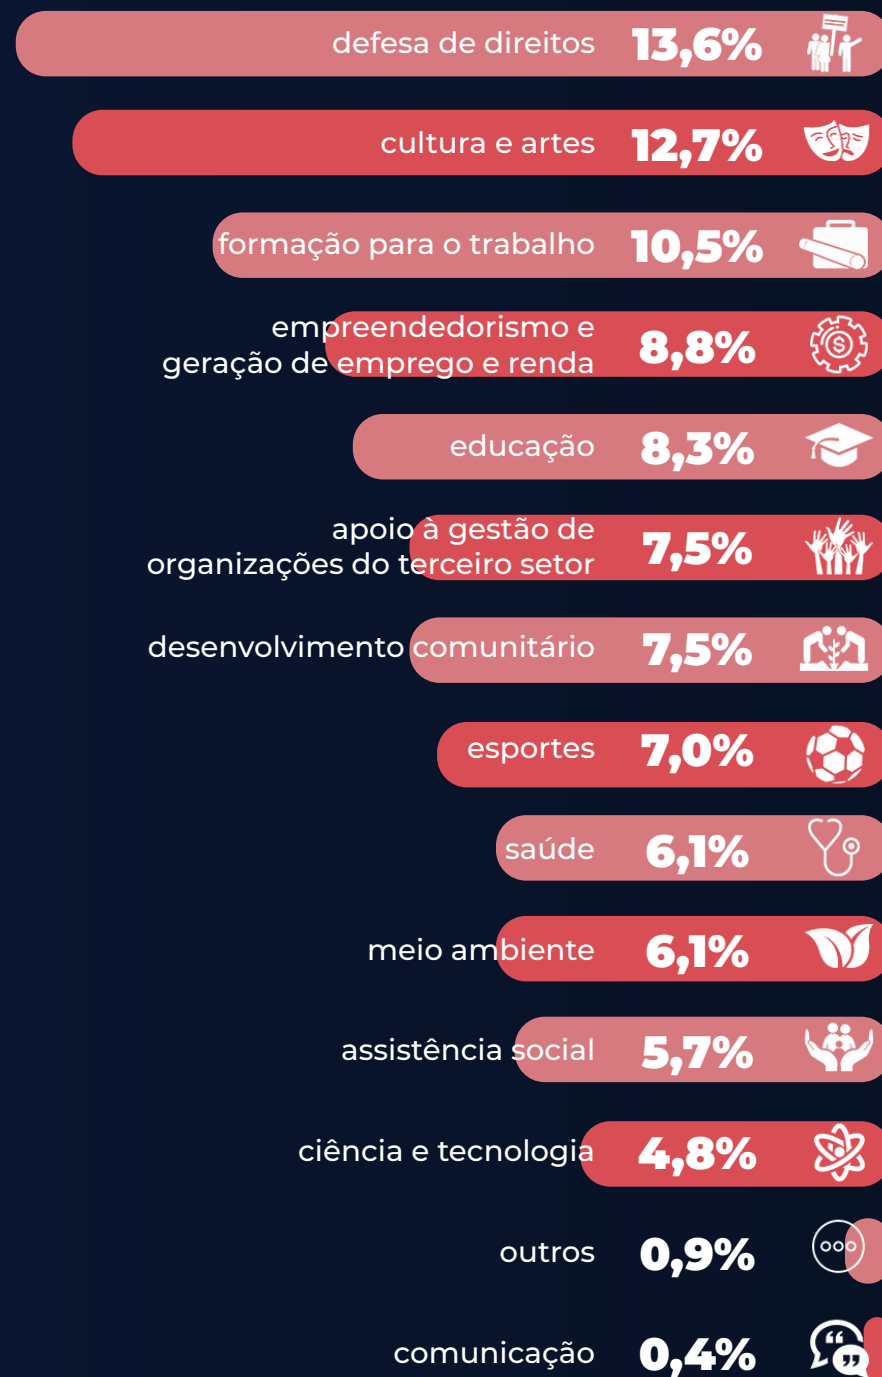 defesa de direitos 13,6%
cultura e artes 12,7%
formação para o trabalho 10,5%
empreendedorismo e
geração de emprego e renda 8,8%
educação 8,3%
apoio à gestão de
organizações do terceiro setor 7,5%
desenvolvimento comunitário 7,5%
esportes 7,0%
saúde 6,1%
meio ambiente 6,1%
assistência social 5,7%
ciência e tecnologia 4,8%
outros 0,9%
comunicação 0,4%